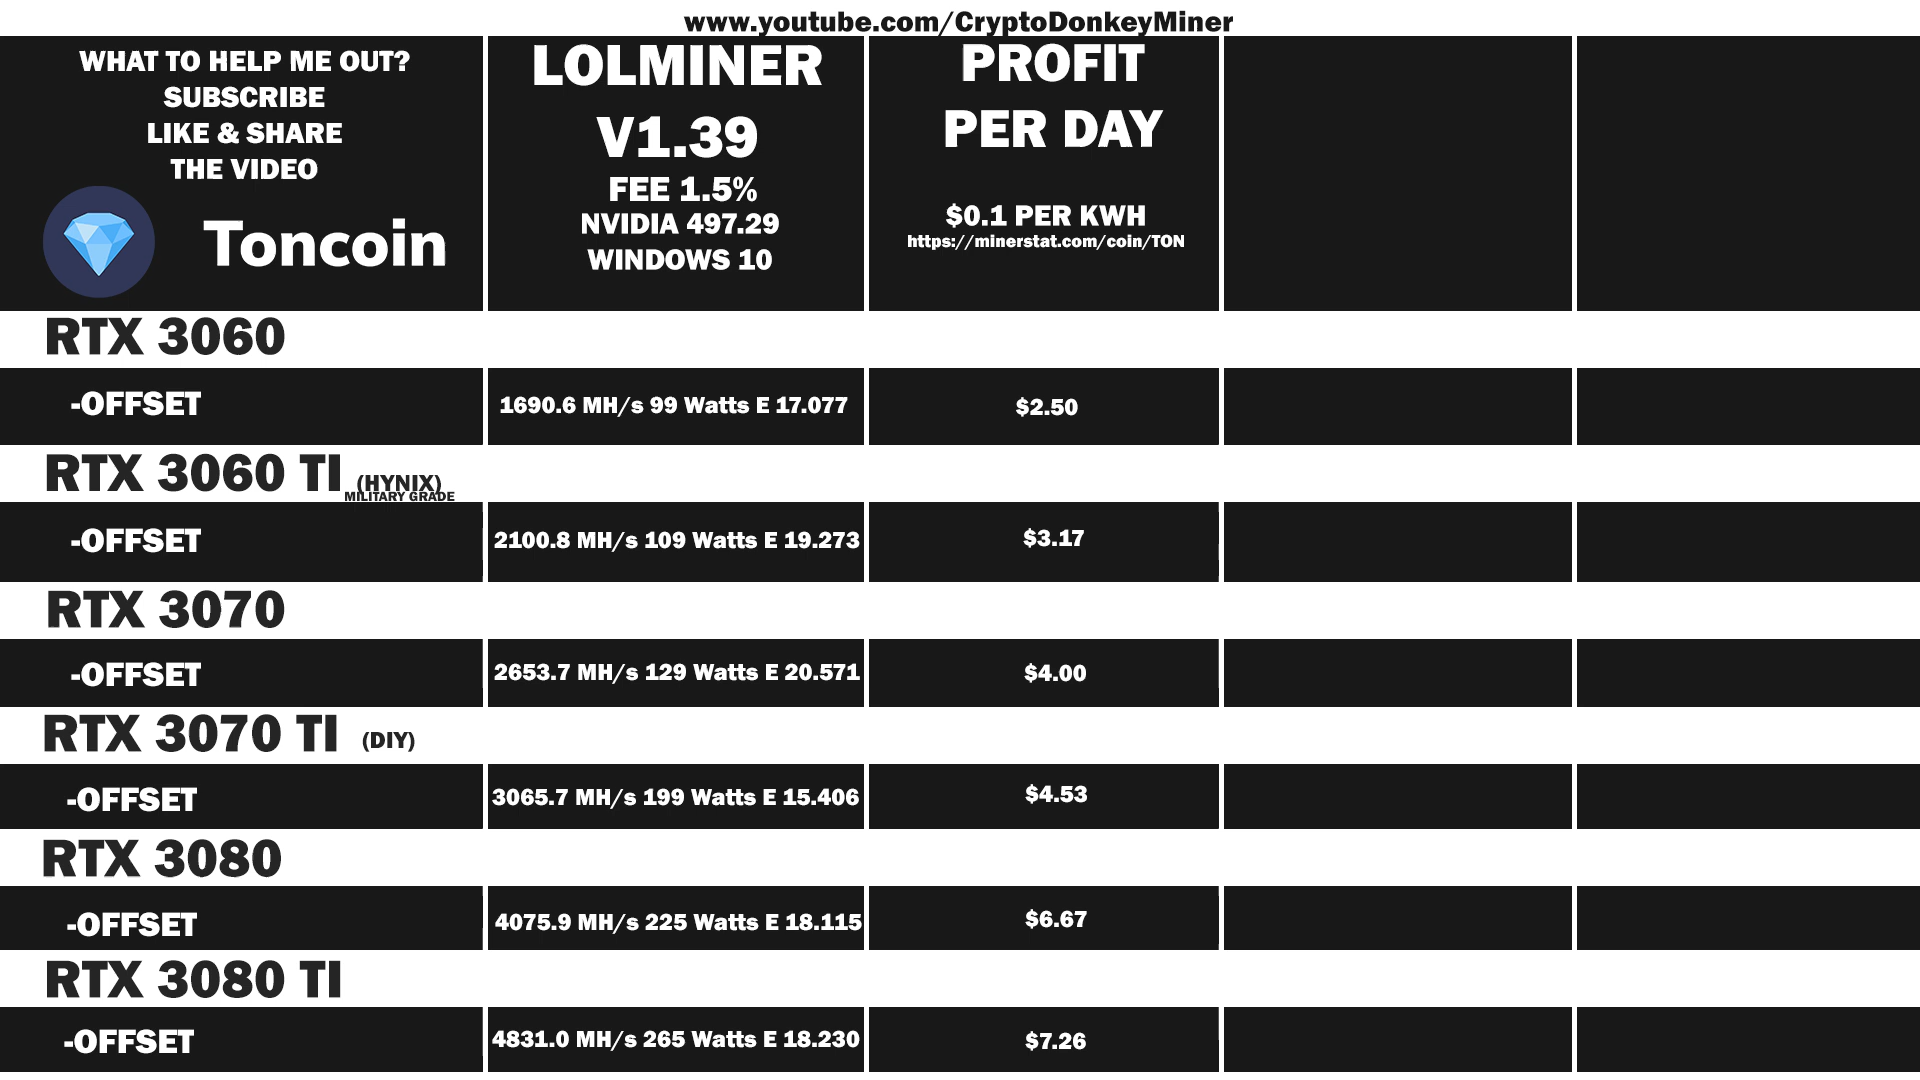 www.youtube.com/CryptoDonkeyMiner
WHAT TO HELP ME OUT?
SUBSCRIBE
LIKE & SHARE
THE VIDEO
Toncoin
LOLMINER
V1.39
FEE 1.5%
NVIDIA 497.29
WINDOWS 10
PROFIT
PER DAY
$0.1 PER KWH
https://minerstat.com/coin/TON
RTX 3060
-OFFSET
1690.6 MH/s 99 Watts E 17.077
$2.50
RTX 3060 TI (HYNIX)
MILITARY GRADE
-OFFSET
2100.8 MH/s 109 Watts E 19.273
$3.17
RTX 3070
-OFFSET
2653.7 MH/s 129 Watts E 20.571
$4.00
RTX 3070 TI (DIY)
-OFFSET
3065.7 MH/s 199 Watts E 15.406
$4.53
RTX 3080
-OFFSET
4075.9 MH/s 225 Watts E 18.115
$6.67
RTX 3080 TI
-OFFSET
4831.0 MH/s 265 Watts E 18.230
$7.26